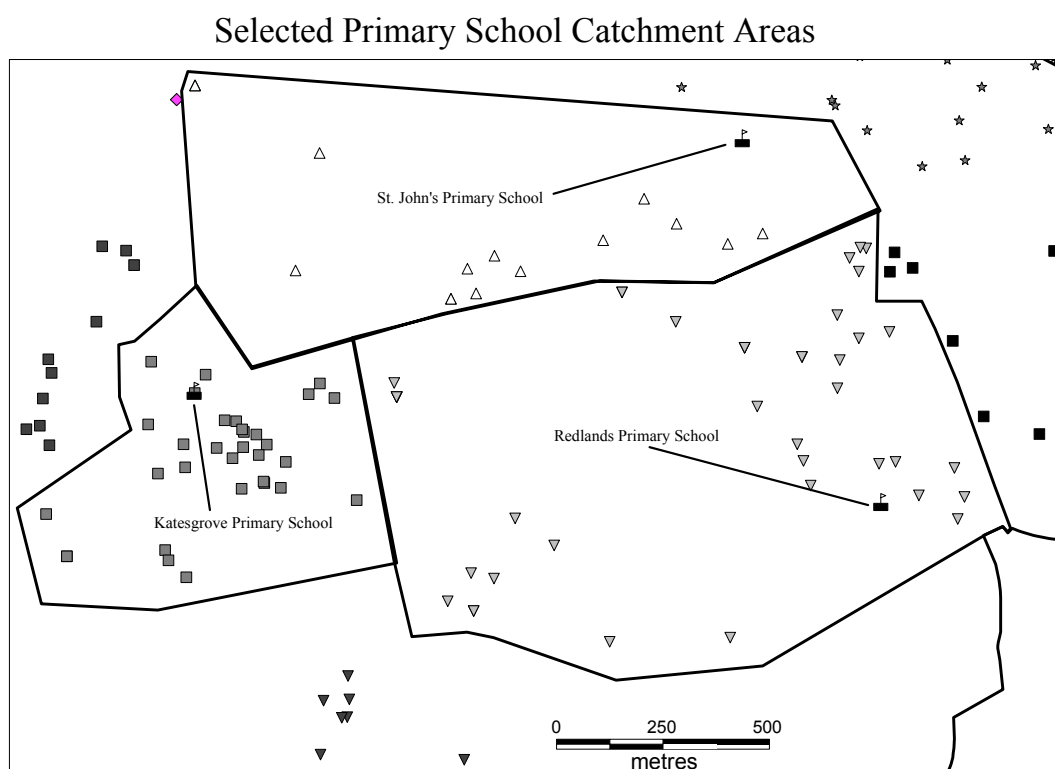 Selected Primary School Catchment Areas
St. John's Primary School
Redlands Primary School
Katesgrove Primary School
0 250 500
metres